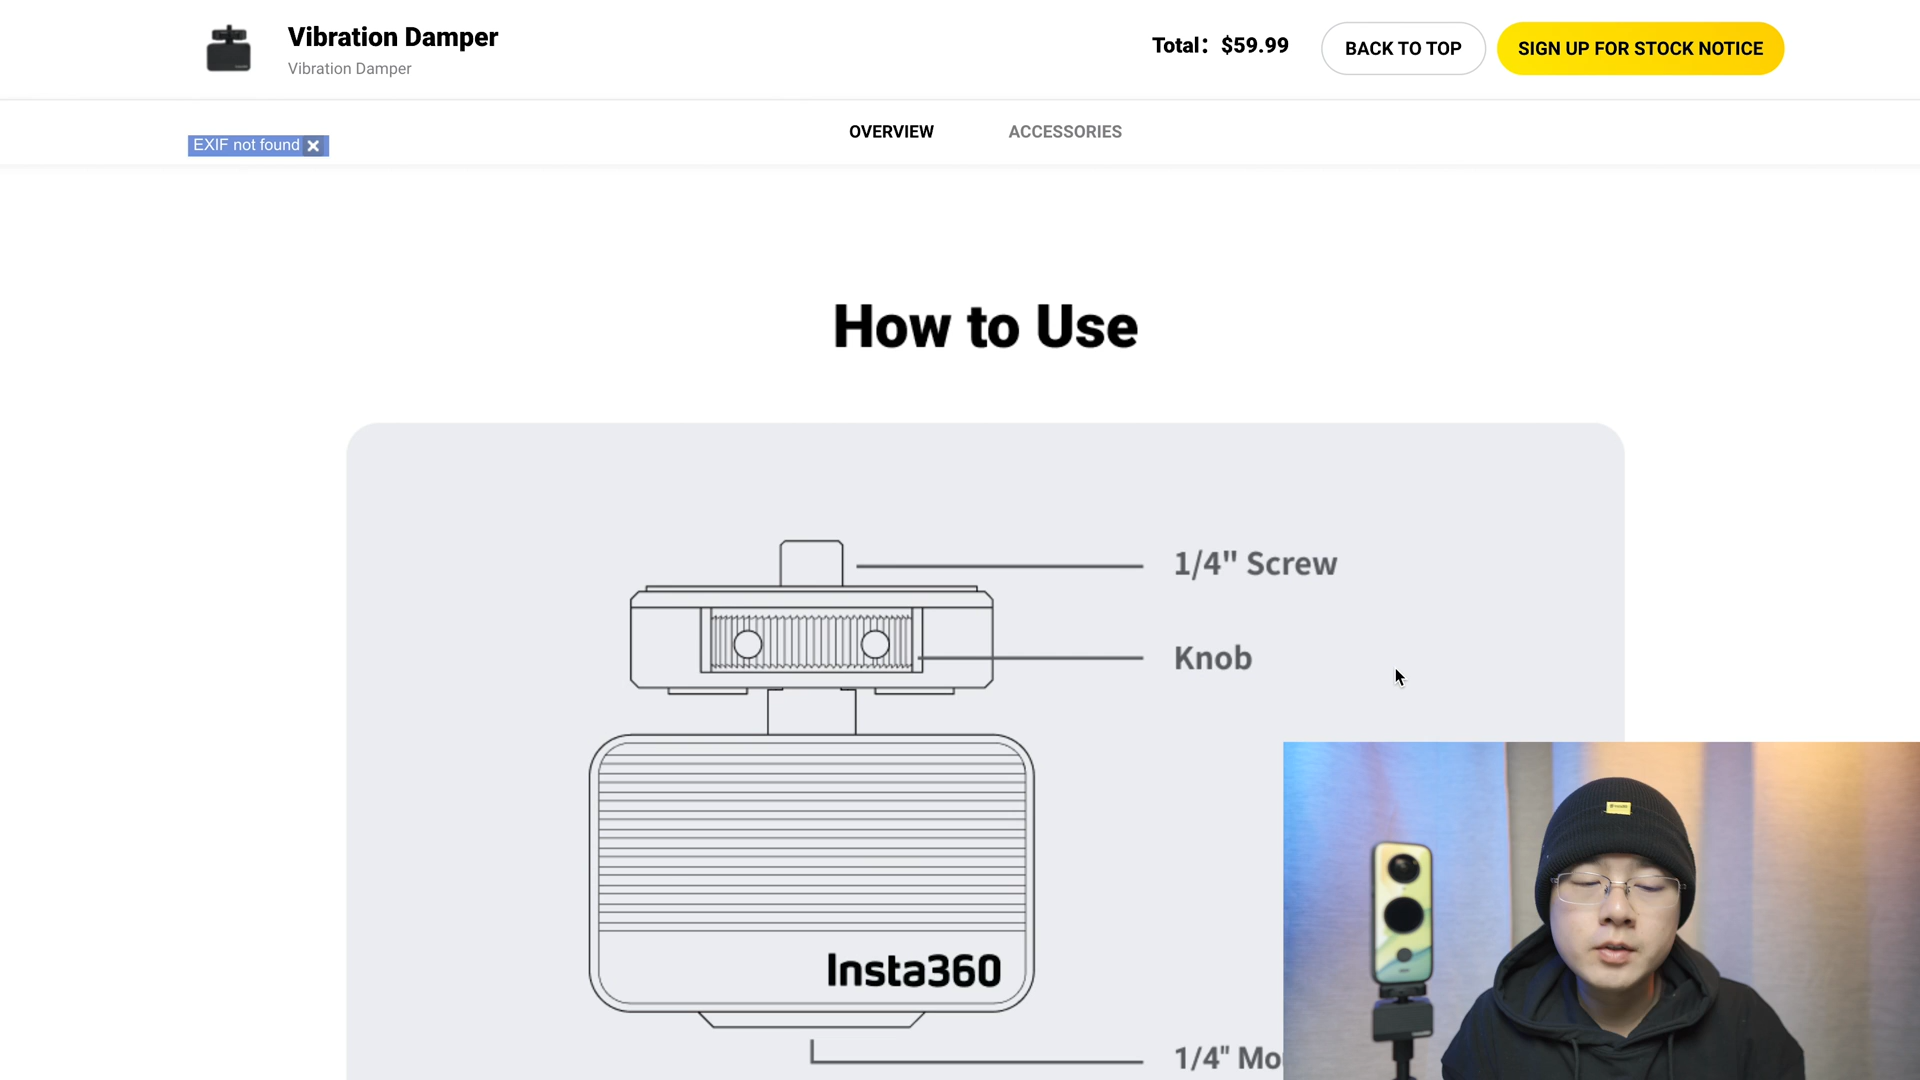 Vibration Damper
Vibration Damper
Total: $59.99
BACK TO TOP
SIGN UP FOR STOCK NOTICE
EXIF not found
OVERVIEW
ACCESSORIES
How to Use
1/4" Screw
Knob
Insta360
1/4" Mo